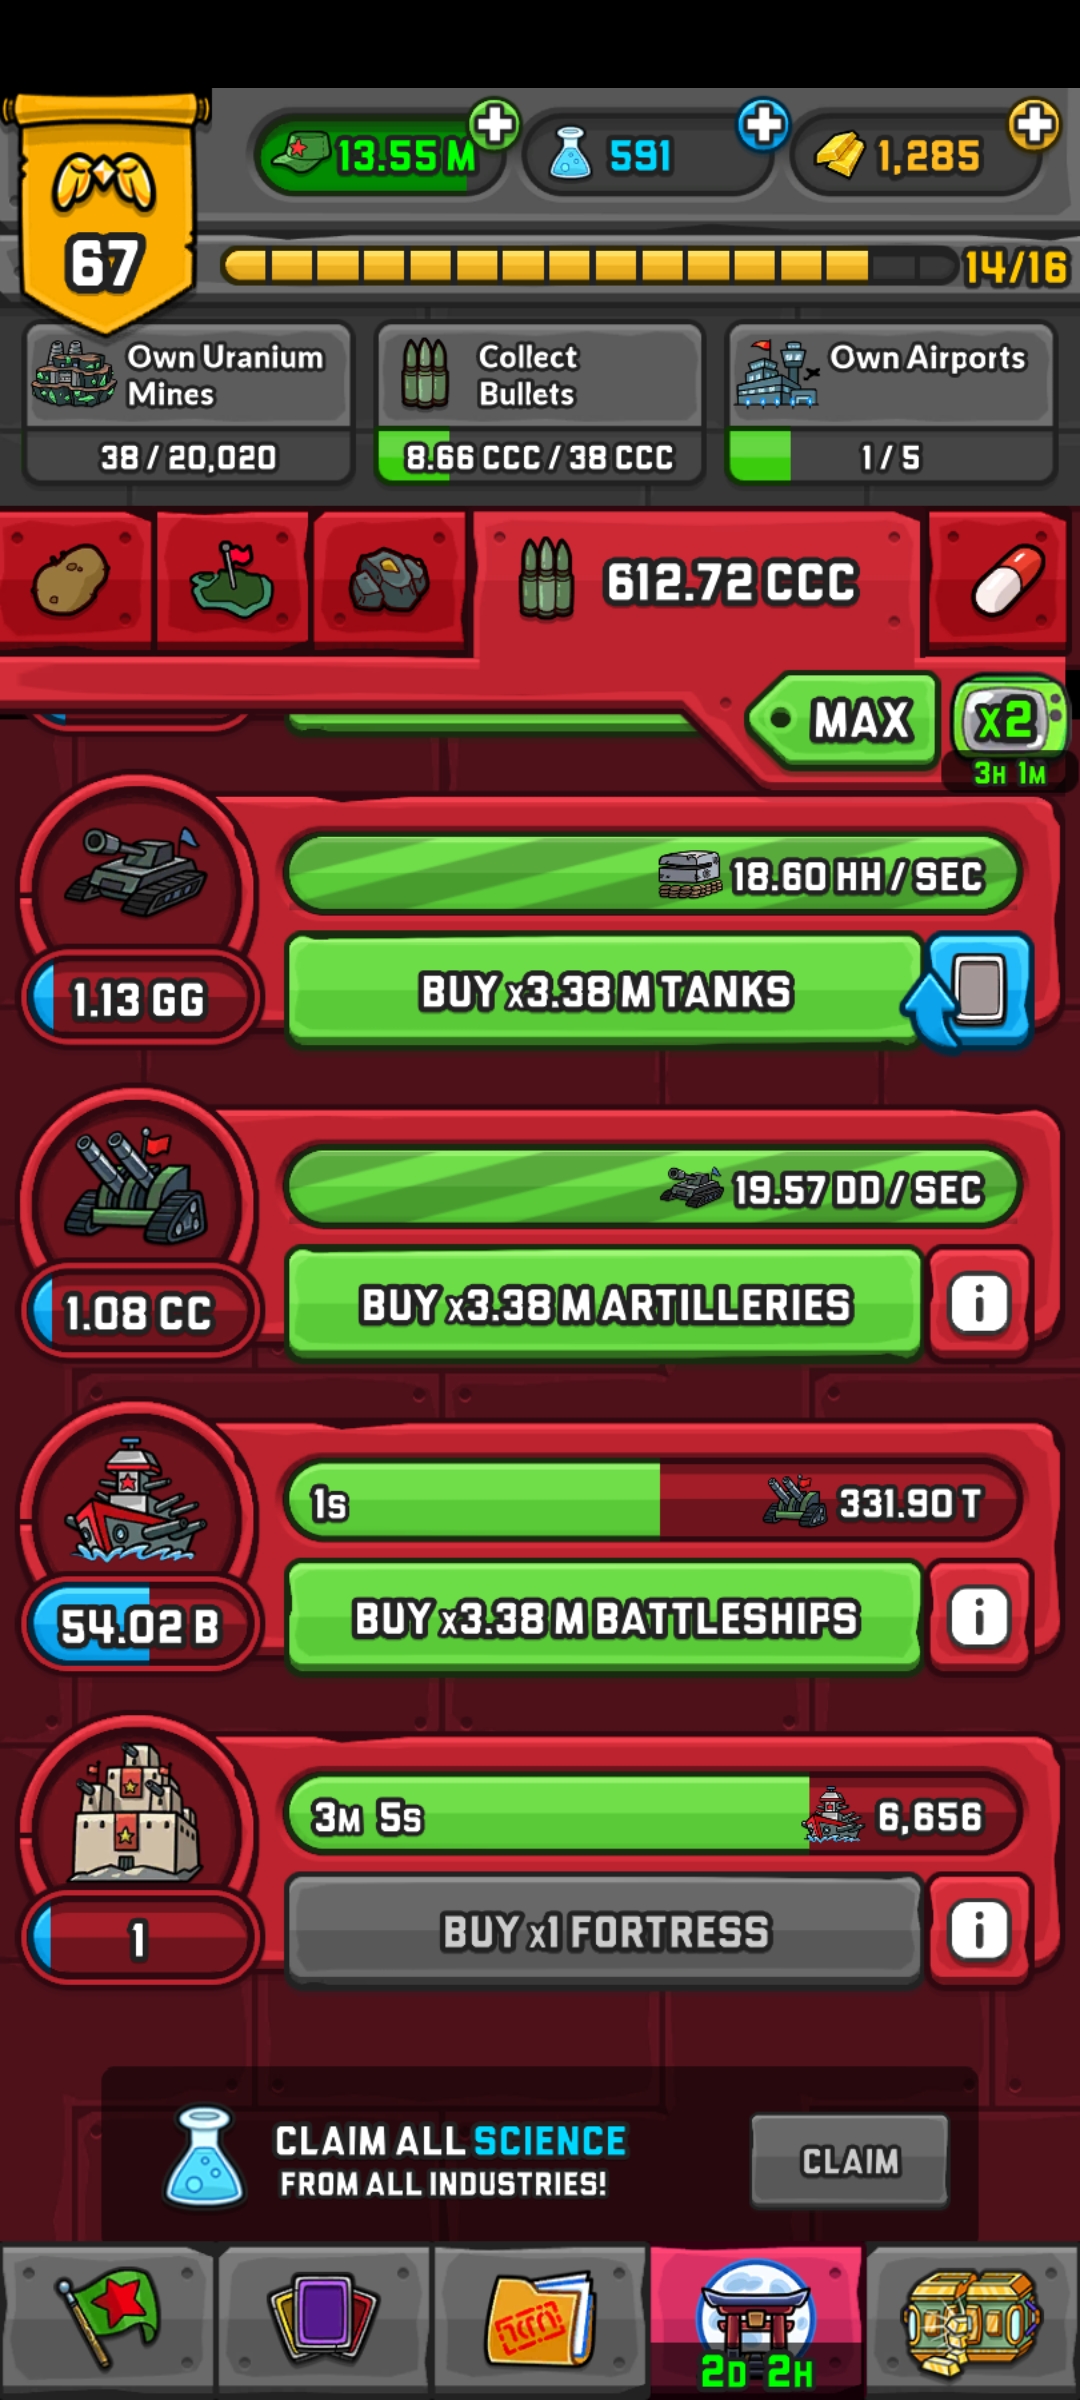 13.55 M
591
1,285
67
14/16
Own Uranium
Mines
38 / 20,020
Collect
Bullets
8.66 CCC / 38 CCC
Own Airports
1 / 5
612.72 CCC
MAX
x2
3H 1M
18.60 HH / SEC
1.13 GG
BUY x3.38 M TANKS
19.57 DD / SEC
1.08 CC
BUY x3.38 M ARTILLERIES
i
1S
331.90 T
54.02 B
BUY x3.38 M BATTLESHIPS
i
3M 5S
6,656
1
BUY x1 FORTRESS
i
CLAIM ALL SCIENCE
FROM ALL INDUSTRIES!
CLAIM
2D 2H